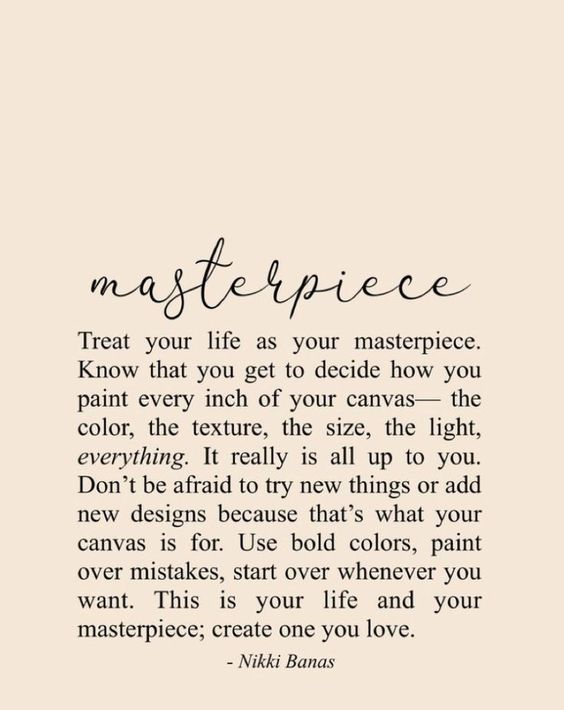 masterpiece
Treat your life as your masterpiece.
Know that you get to decide how you
paint every inch of your canvas— the
color, the texture, the size, the light,
everything. It really is all up to you.
Don’t be afraid to try new things or add
new designs because that’s what your
canvas is for. Use bold colors, paint
over mistakes, start over whenever you
want. This is your life and your
masterpiece; create one you love.
- Nikki Banas